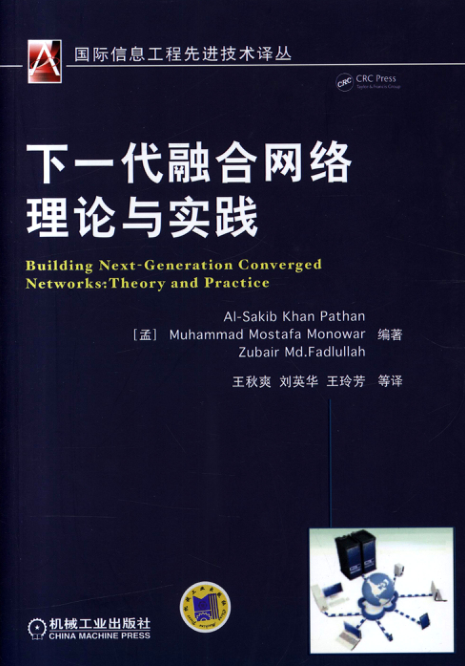 国际信息工程先进技术译丛
CRC Press
Taylor & Francis Group
下一代融合网络
理论与实践
Building Next-Generation Converged
Networks:Theory and Practice
Al-Sakib Khan Pathan
[孟] Muhammad Mostafa Monowar 编著
Zubair Md.Fadlullah
王秋爽 刘英华 王玲芳 等译
机械工业出版社
CHINA MACHINE PRESS